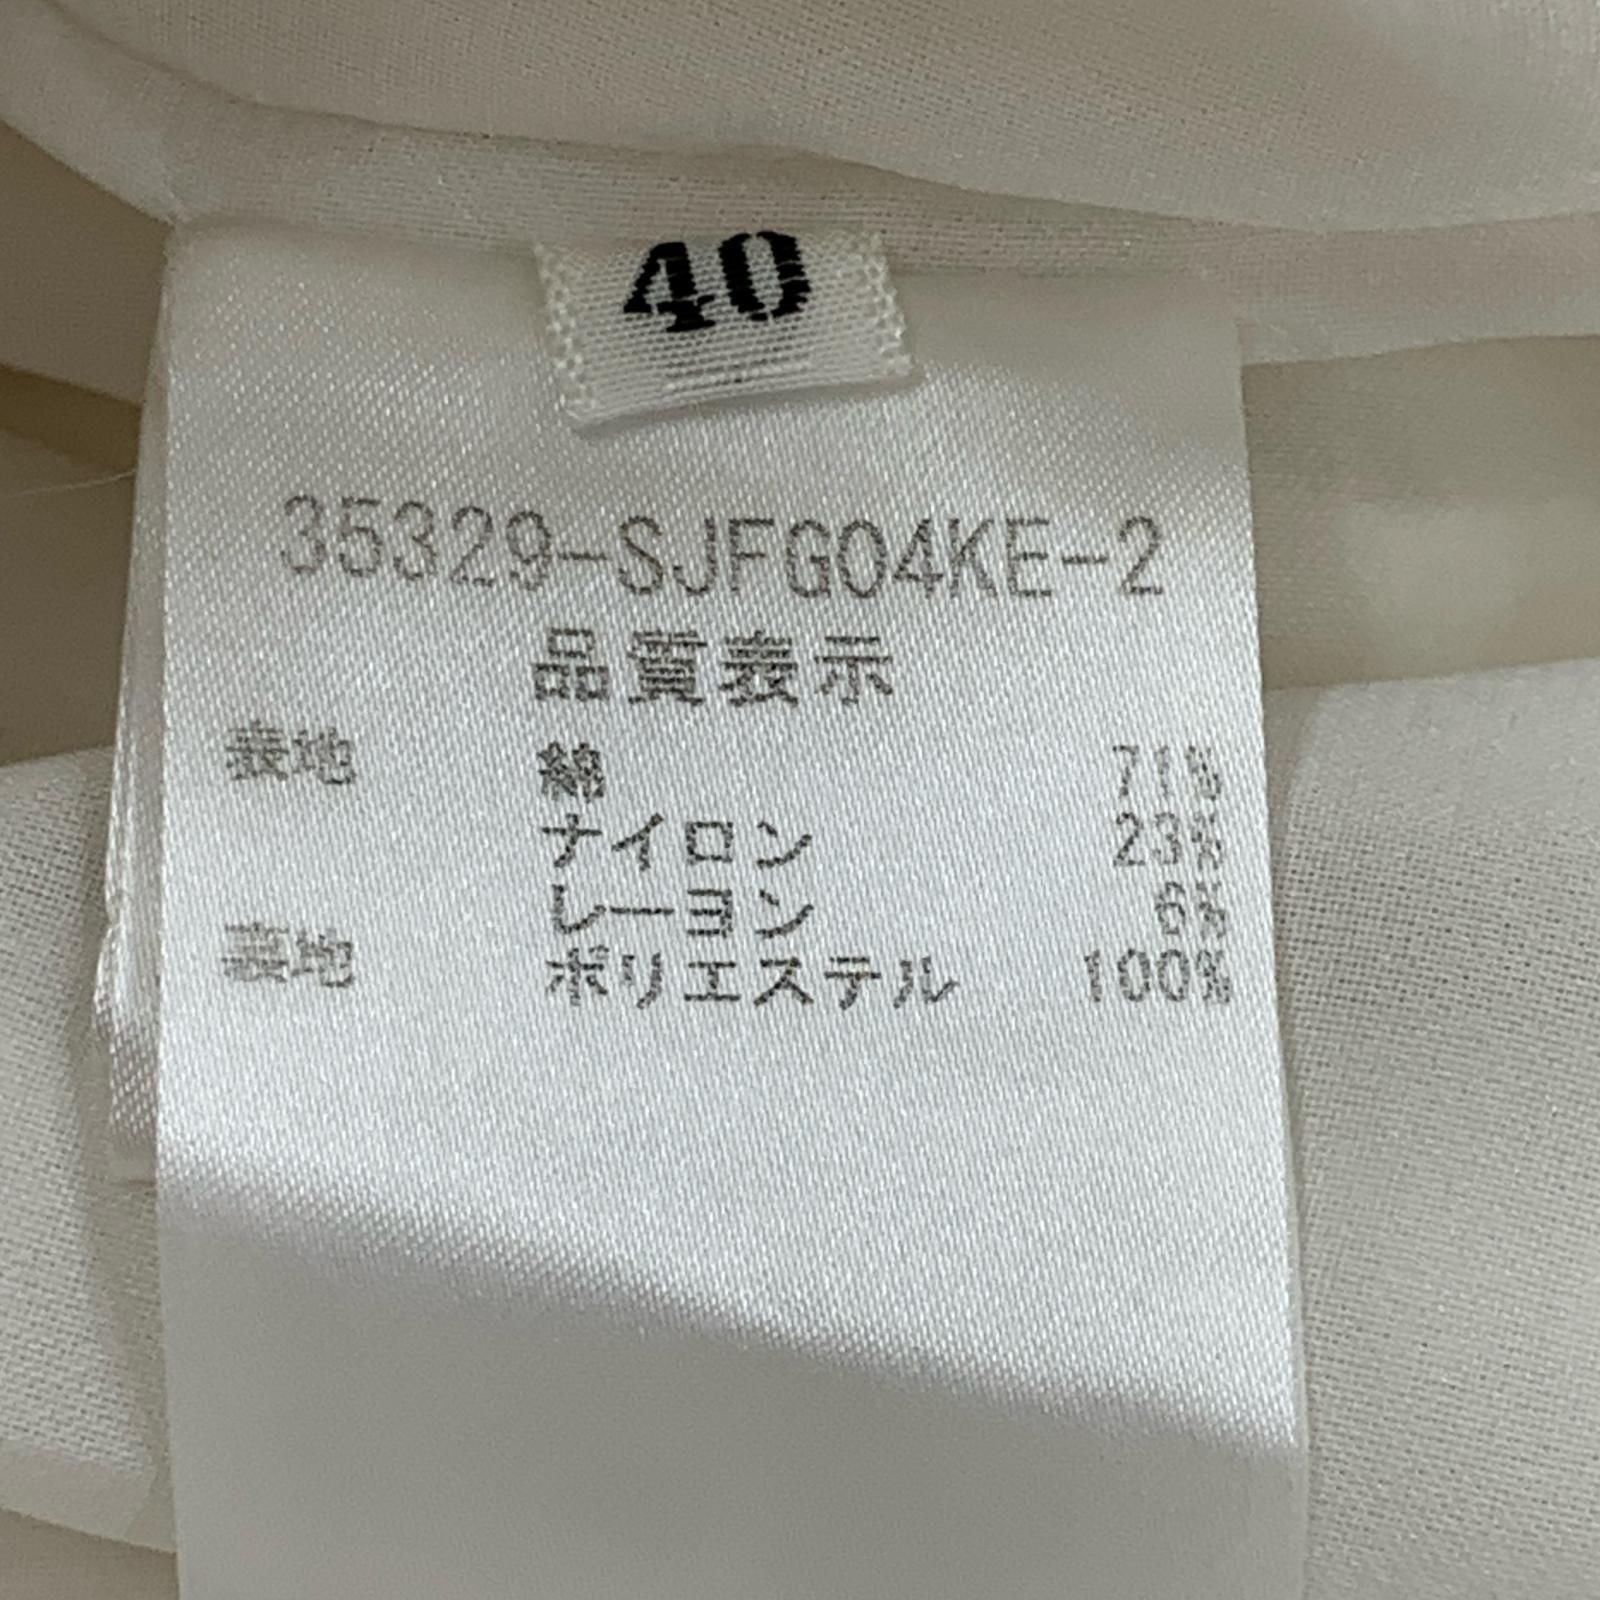 40
35329-SJFG04KE-2
品質表示
表地 綿 71%
ナイロン 23%
レーヨン 6%
裏地 ポリエステル 100%